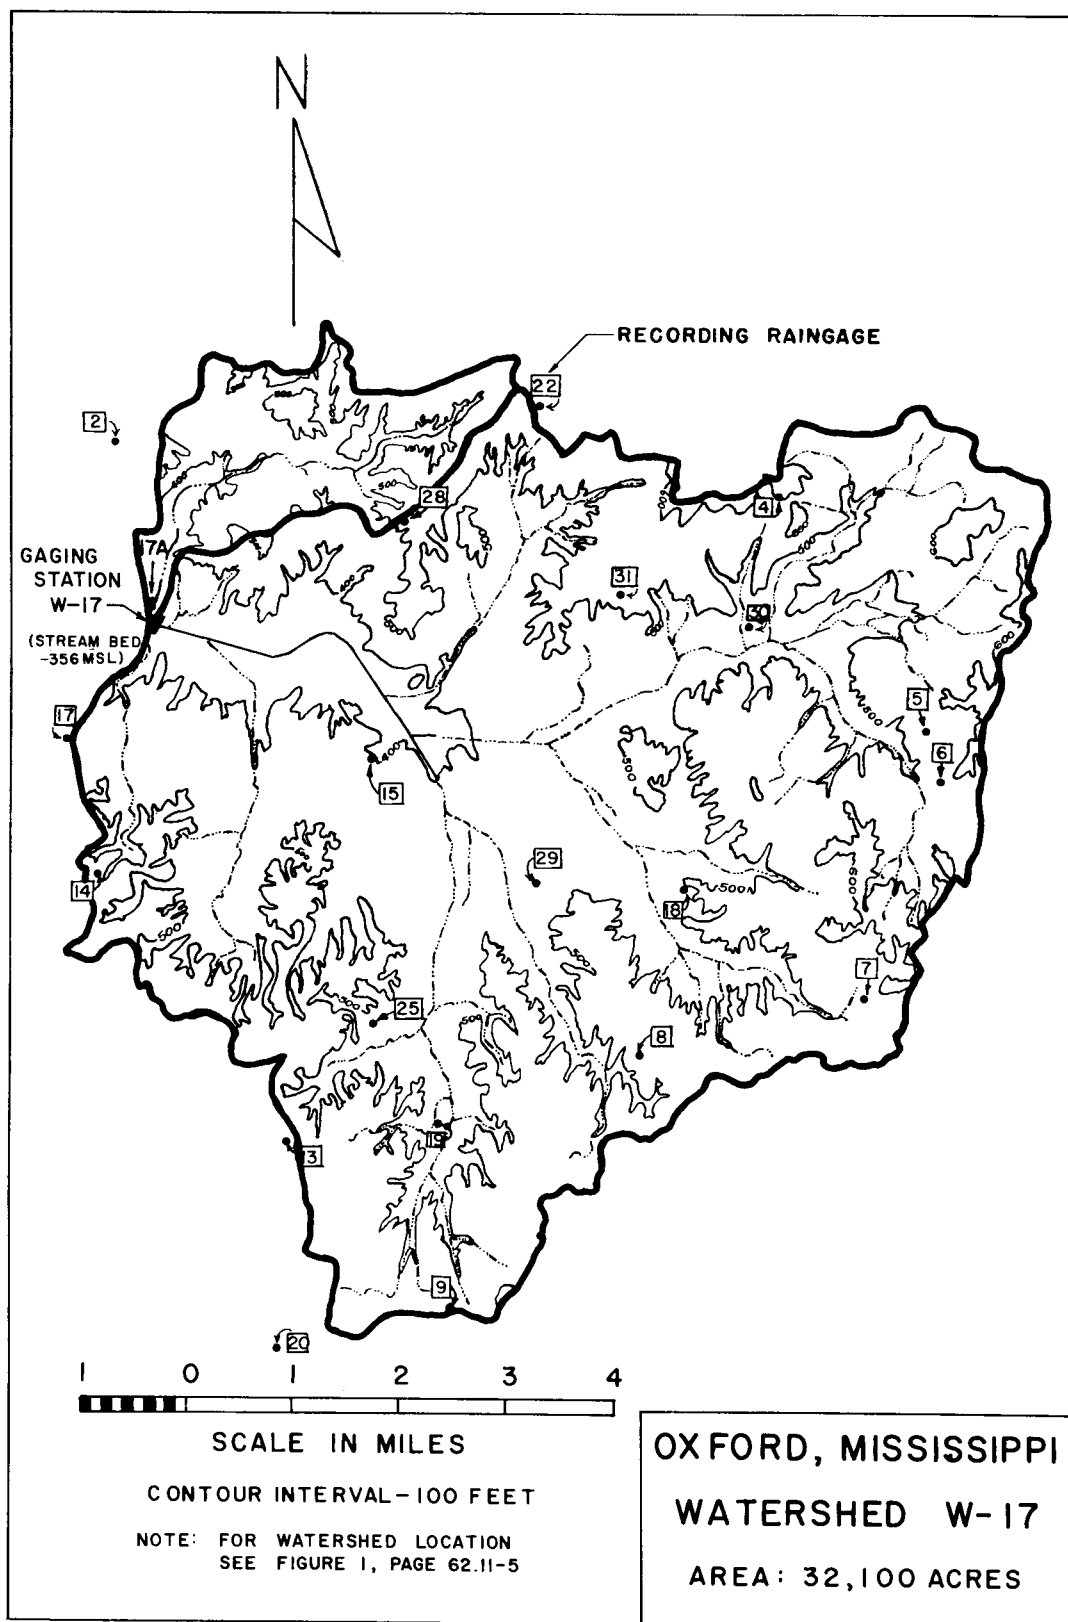 N
RECORDING RAINGAGE
22
2
28
4
17A
GAGING
STATION
W-17
(STREAM BED
-356 MSL)
31
30
17
5
6
15
14
29
18
7
25
8
19
13
9
20
400
500
600
1 0 1 2 3 4
SCALE IN MILES
CONTOUR INTERVAL-100 FEET
NOTE: FOR WATERSHED LOCATION
SEE FIGURE 1, PAGE 62.11-5
OXFORD, MISSISSIPPI
WATERSHED W-17
AREA: 32,100 ACRES